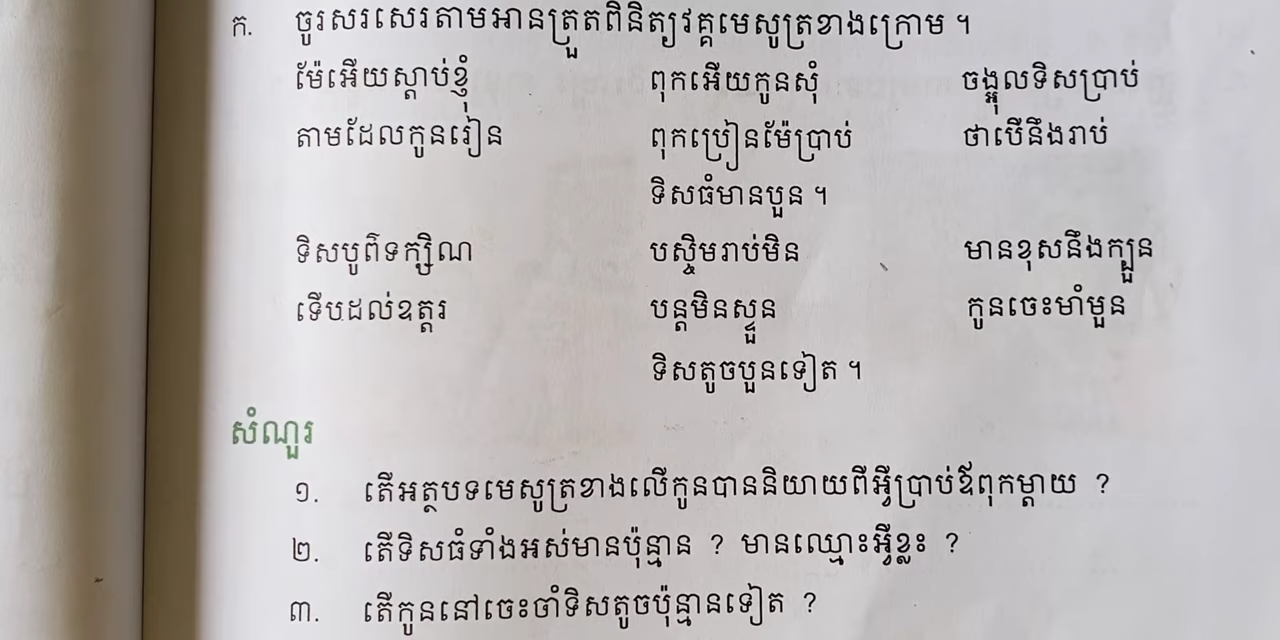 ក. ចូរសរសេរតាមអានត្រួតពិនិត្យវគ្គមេសូត្រខាងក្រោម ។
ម៉ែអើយស្តាប់ខ្ញុំ ពុកអើយកូនសុំ ចង្អុលទិសប្រាប់
តាមដែលកូនរៀន ពុកប្រៀនម៉ែប្រាប់ ថាបើនឹងរាប់
ទិសធំមានបួន ។
ទិសបូព៌ទក្សិណ បស្ចិមរាប់មិន មានខុសនឹងក្បួន
ទើបដល់ឧត្តរ បន្តមិនស្ទួន កូនចេះមាំមួន
ទិសតូចបួនទៀត ។
សំណួរ
១. តើអត្ថបទមេសូត្រខាងលើកូនបាននិយាយពីអ្វីប្រាប់ឪពុកម្តាយ ?
២. តើទិសធំទាំងអស់មានប៉ុន្មាន ? មានឈ្មោះអ្វីខ្លះ ?
៣. តើកូននៅចេះចាំទិសតូចប៉ុន្មានទៀត ?